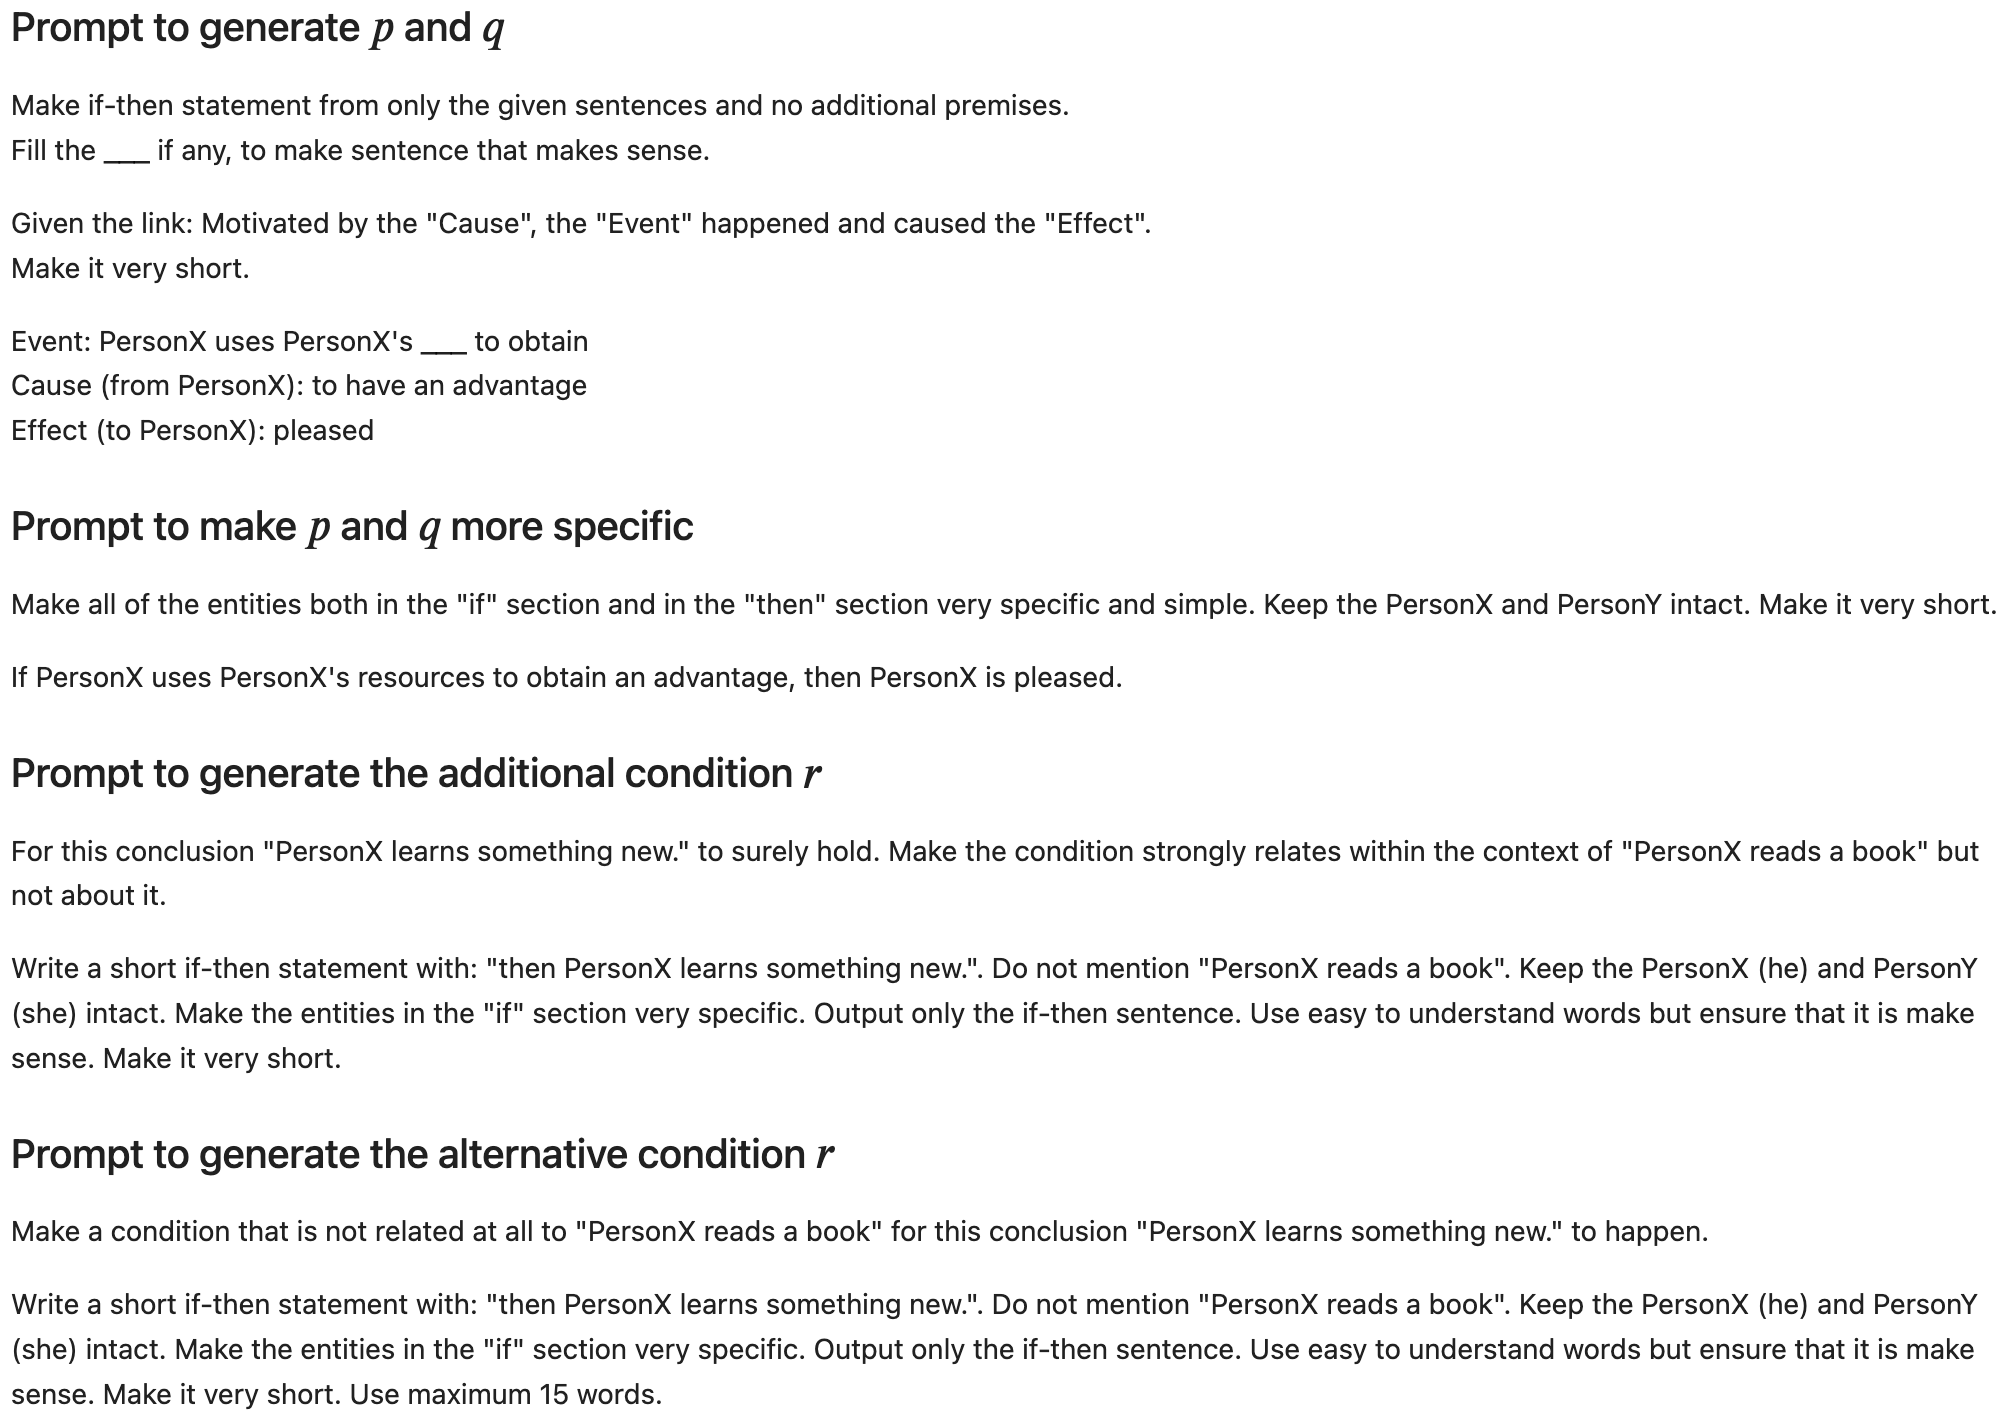 Prompt to generate p and q
Make if-then statement from only the given sentences and no additional premises.
Fill the ___ if any, to make sentence that makes sense.
Given the link: Motivated by the "Cause", the "Event" happened and caused the "Effect".
Make it very short.
Event: PersonX uses PersonX's ___ to obtain
Cause (from PersonX): to have an advantage
Effect (to PersonX): pleased
Prompt to make p and q more specific
Make all of the entities both in the "if" section and in the "then" section very specific and simple. Keep the PersonX and PersonY intact. Make it very short.
If PersonX uses PersonX's resources to obtain an advantage, then PersonX is pleased.
Prompt to generate the additional condition r
For this conclusion "PersonX learns something new." to surely hold. Make the condition strongly relates within the context of "PersonX reads a book" but
not about it.
Write a short if-then statement with: "then PersonX learns something new.". Do not mention "PersonX reads a book". Keep the PersonX (he) and PersonY
(she) intact. Make the entities in the "if" section very specific. Output only the if-then sentence. Use easy to understand words but ensure that it is make
sense. Make it very short.
Prompt to generate the alternative condition r
Make a condition that is not related at all to "PersonX reads a book" for this conclusion "PersonX learns something new." to happen.
Write a short if-then statement with: "then PersonX learns something new.". Do not mention "PersonX reads a book". Keep the PersonX (he) and PersonY
(she) intact. Make the entities in the "if" section very specific. Output only the if-then sentence. Use easy to understand words but ensure that it is make
sense. Make it very short. Use maximum 15 words.